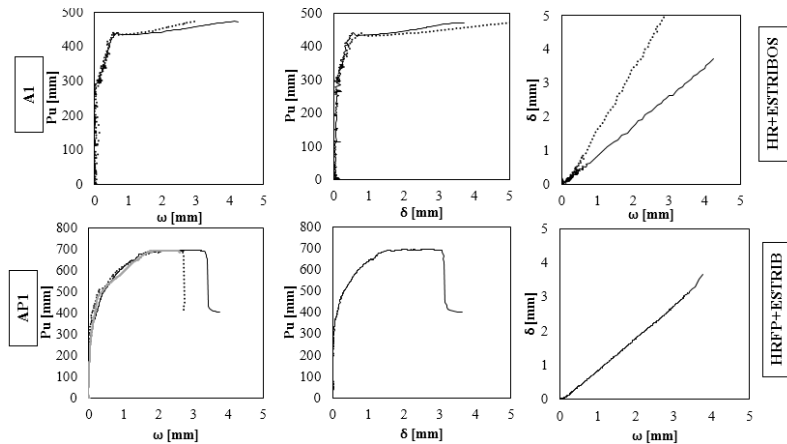 A1
Pu [mm]
500
400
300
200
100
0
0 1 2 3 4 5
ω [mm]
Pu [mm]
500
400
300
200
100
0
0 1 2 3 4 5
δ [mm]
δ [mm]
5
4
3
2
1
0
0 1 2 3 4 5
ω [mm]
HR+ESTRIBOS
AP1
Pu [mm]
800
700
600
500
400
300
200
100
0
0 1 2 3 4 5
ω [mm]
Pu [mm]
800
700
600
500
400
300
200
100
0
0 1 2 3 4 5
δ [mm]
δ [mm]
5
4
3
2
1
0
0 1 2 3 4 5
ω [mm]
HRFP+ESTRIB